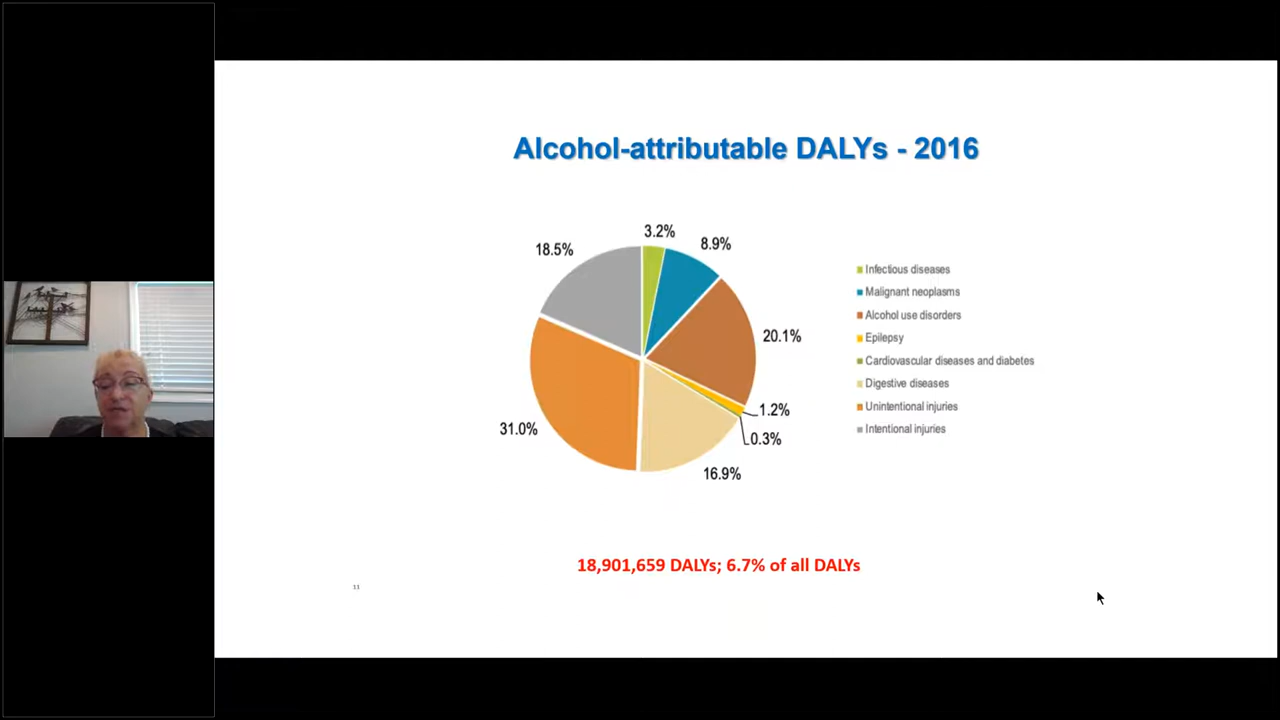 Alcohol-attributable DALYs - 2016
3.2%
8.9%
18.5%
20.1%
1.2%
0.3%
31.0%
16.9%
Infectious diseases
Malignant neoplasms
Alcohol use disorders
Epilepsy
Cardiovascular diseases and diabetes
Digestive diseases
Unintentional injuries
Intentional injuries
18,901,659 DALYs; 6.7% of all DALYs
11